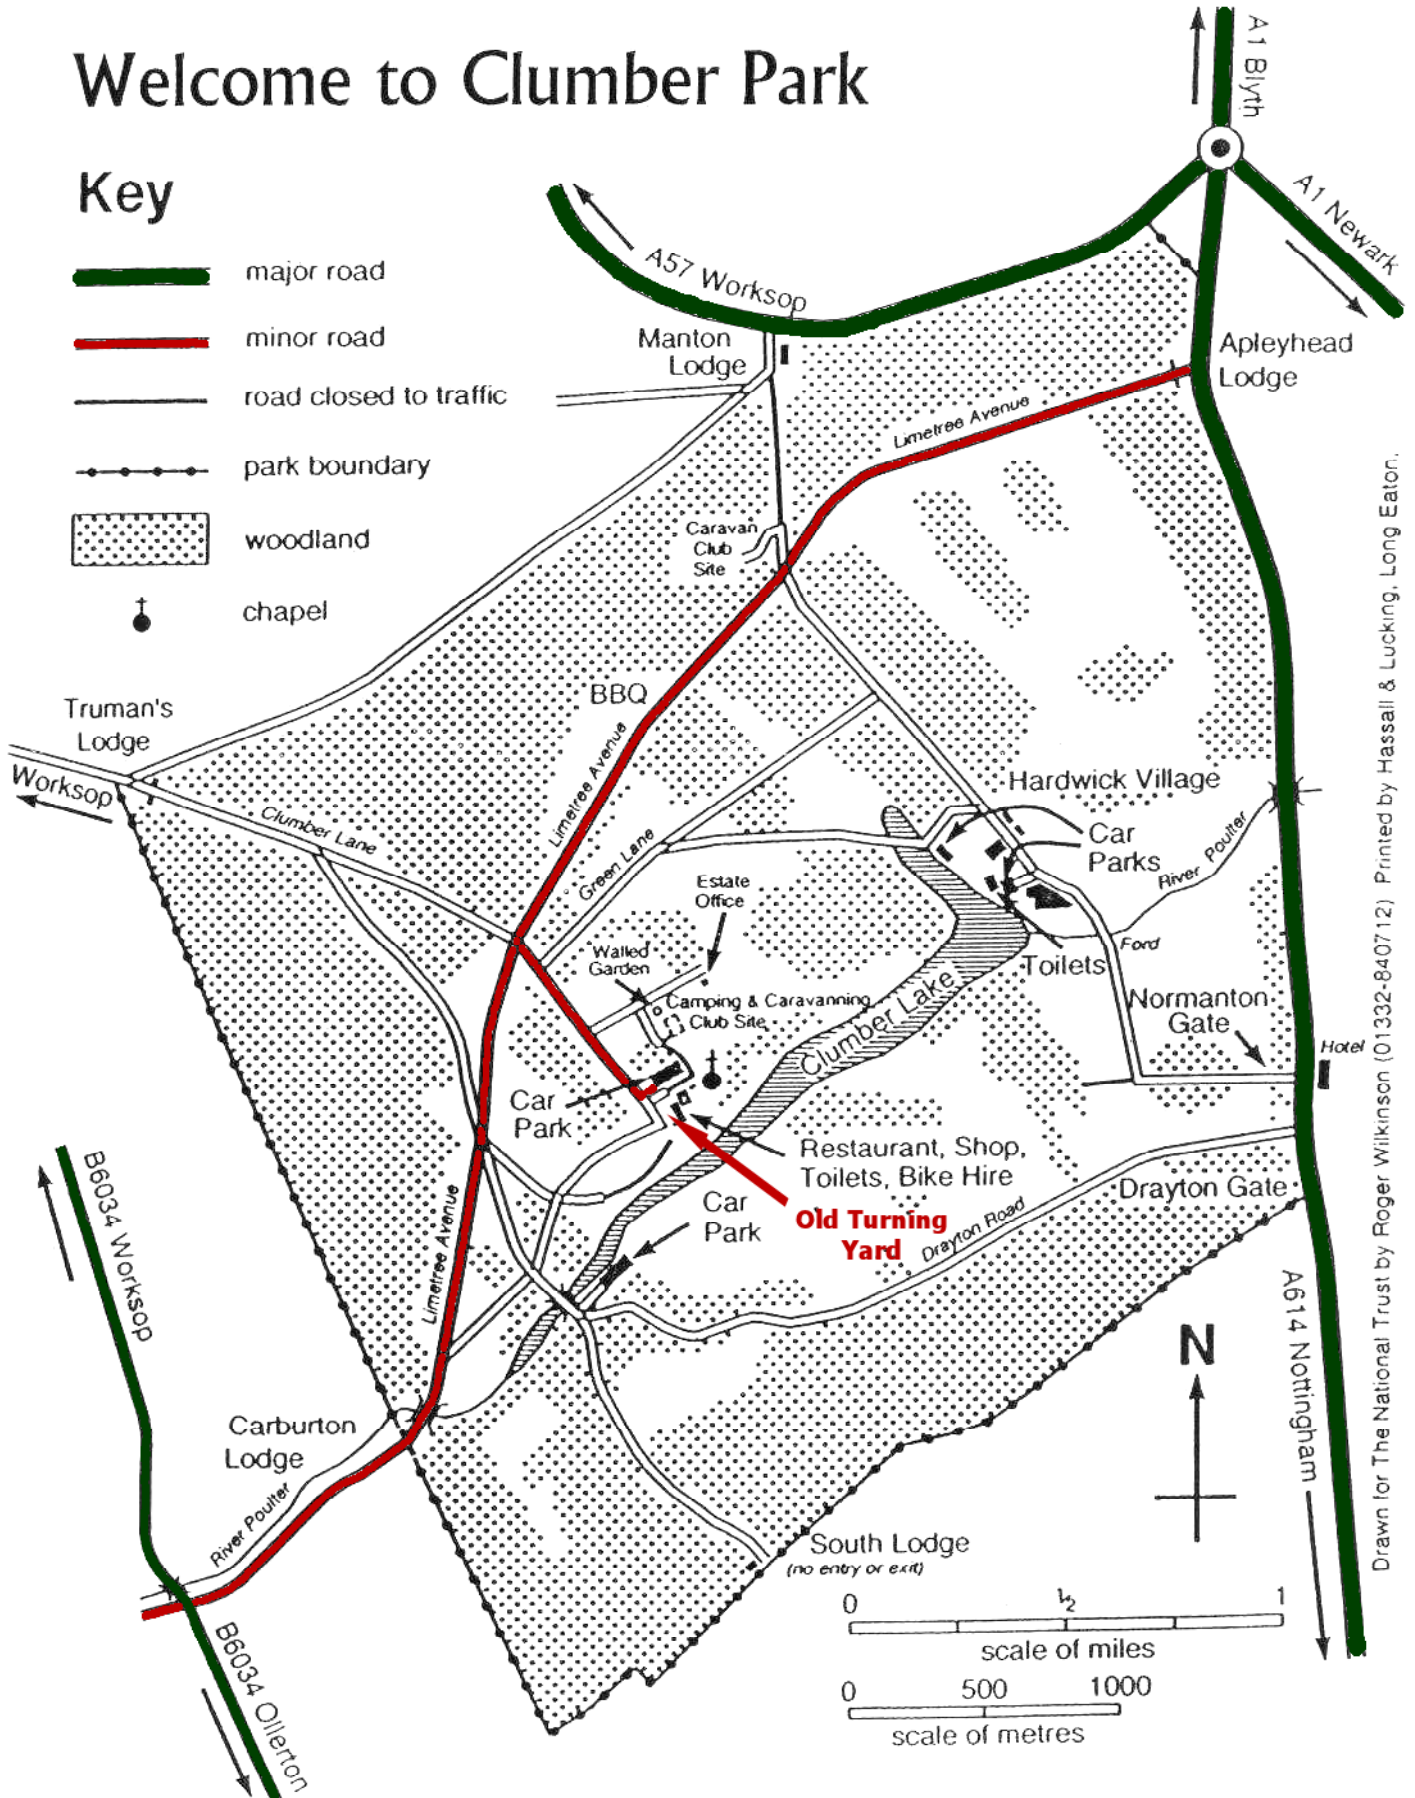 Welcome to Clumber Park
Key
major road
minor road
road closed to traffic
park boundary
woodland
chapel
A1 Blyth
A1 Newark
A57 Worksop
Manton
Lodge
Apleyhead
Lodge
Limetree Avenue
Caravan
Club
Site
BBQ
Limetree Avenue
Truman's
Lodge
Worksop
Clumber Lane
Green Lane
Hardwick Village
Car
Parks
River Poulter
Estate
Office
Walled
Garden
Ford
Toilets
Camping & Caravanning
Club Site
Clumber Lake
Normanton
Gate
Hotel
Car
Park
Restaurant, Shop,
Toilets, Bike Hire
Car
Park
Old Turning
Yard
Drayton Road
Drayton Gate
Limetree Avenue
B6034 Worksop
A614 Nottingham
N
Carburton
Lodge
River Poulter
South Lodge
(no entry or exit)
B6034 Ollerton
0 ½ 1
scale of miles
0 500 1000
scale of metres
Drawn for The National Trust by Roger Wilkinson (01332-840712) Printed by Hassall & Lucking, Long Eaton.